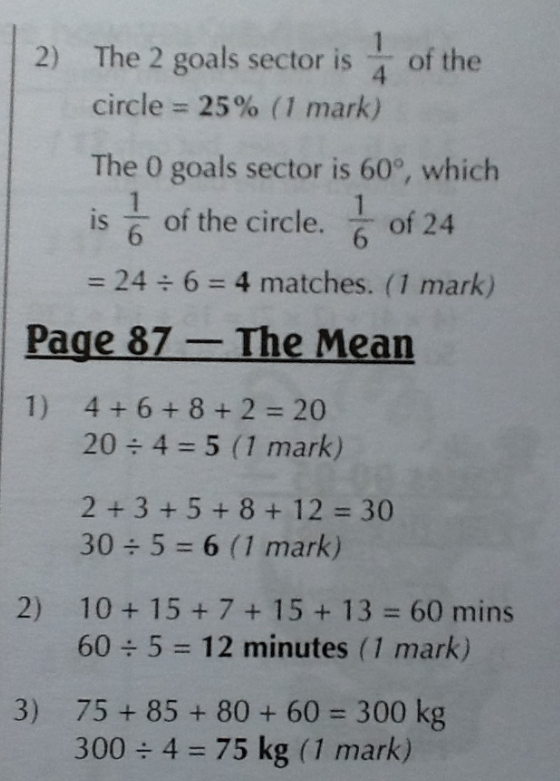 2) The 2 goals sector is 1/4 of the
circle = 25% (1 mark)
The 0 goals sector is 60°, which
is 1/6 of the circle. 1/6 of 24
= 24 ÷ 6 = 4 matches. (1 mark)
Page 87 — The Mean
1) 4 + 6 + 8 + 2 = 20
20 ÷ 4 = 5 (1 mark)
2 + 3 + 5 + 8 + 12 = 30
30 ÷ 5 = 6 (1 mark)
2) 10 + 15 + 7 + 15 + 13 = 60 mins
60 ÷ 5 = 12 minutes (1 mark)
3) 75 + 85 + 80 + 60 = 300 kg
300 ÷ 4 = 75 kg (1 mark)